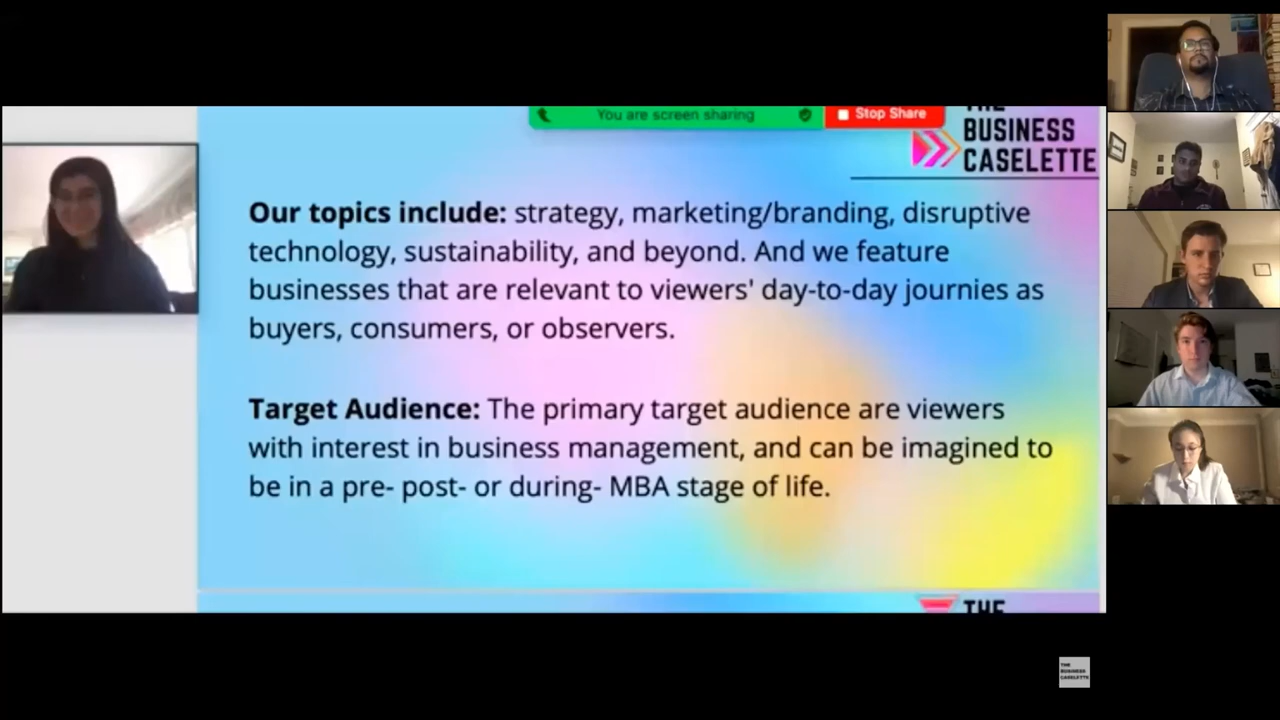 You are screen sharing
Stop Share
THE
BUSINESS
CASELETTE
Our topics include: strategy, marketing/branding, disruptive
technology, sustainability, and beyond. And we feature
businesses that are relevant to viewers' day-to-day journies as
buyers, consumers, or observers.
Target Audience: The primary target audience are viewers
with interest in business management, and can be imagined to
be in a pre- post- or during- MBA stage of life.
THE
THE
BUSINESS
CASELETTE